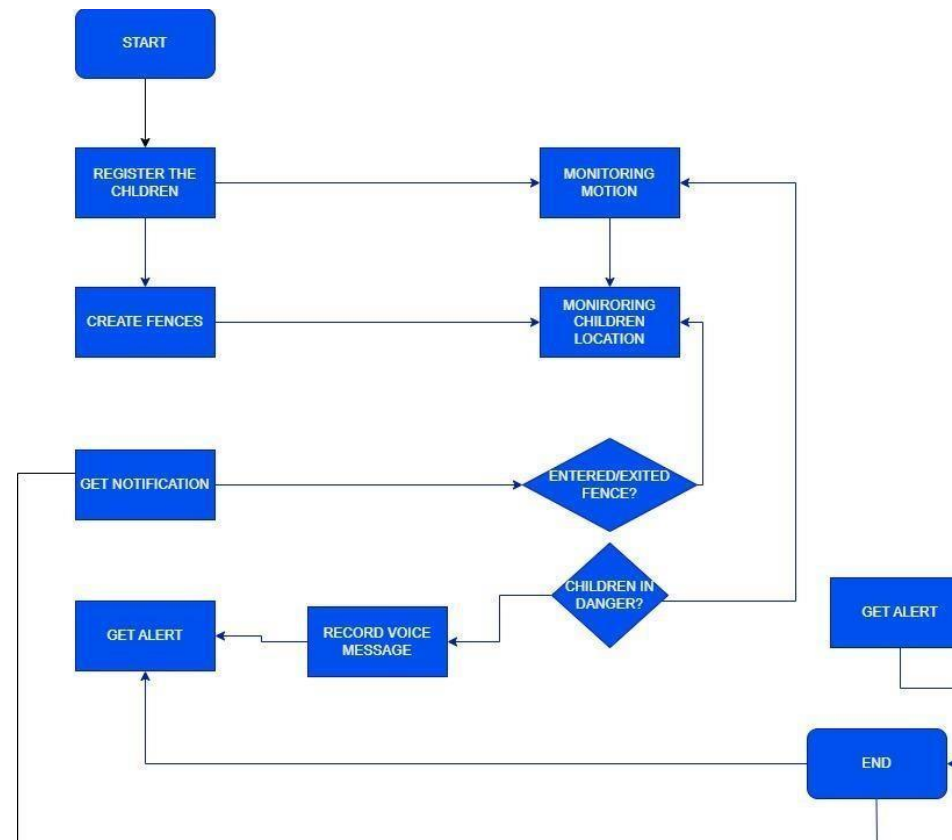 START
REGISTER THE
CHLDREN
MONITORING
MOTION
CREATE FENCES
MONIRORING
CHILDREN
LOCATION
GET NOTIFICATION
ENTERED/EXITED
FENCE?
CHILDREN IN
DANGER?
GET ALERT
RECORD VOICE
MESSAGE
GET ALERT
END